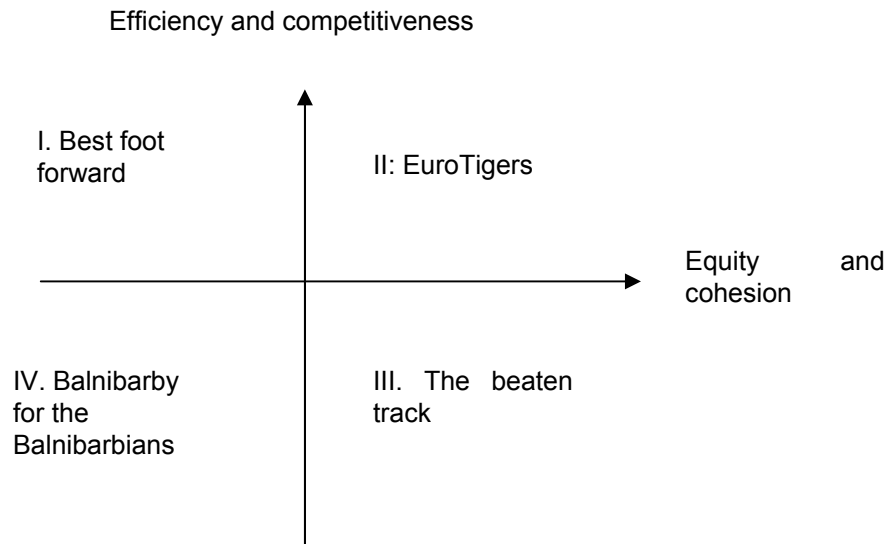 Efficiency and competitiveness
I. Best foot
forward
II: EuroTigers
Equity and
cohesion
IV. Balnibarby
for the
Balnibarbians
III. The beaten
track